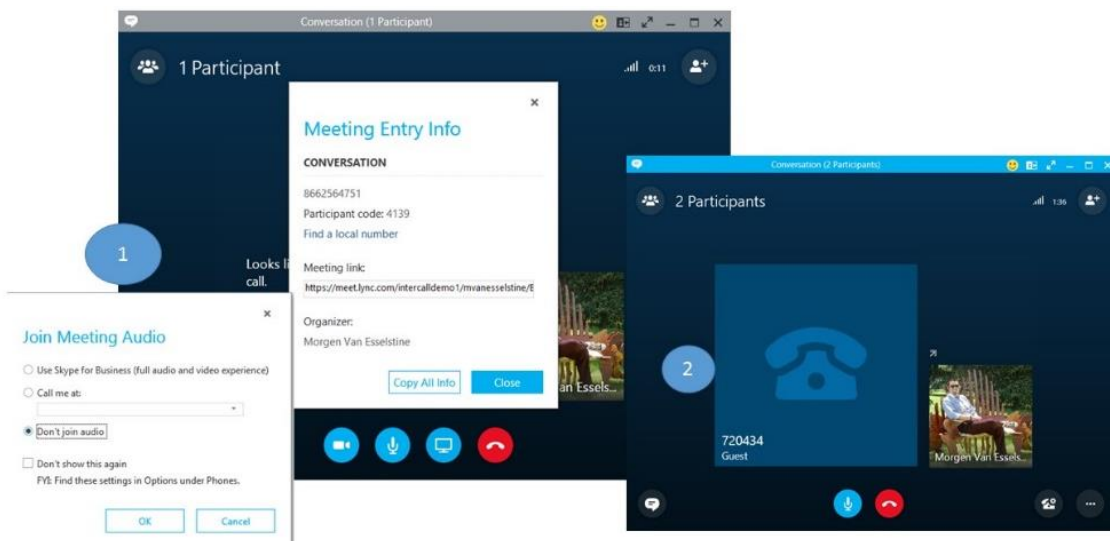 Conversation (1 Participant)
1 Participant
0:11
Meeting Entry Info
CONVERSATION
8662564751
Participant code: 4139
Find a local number
Meeting link:
https://meet.lync.com/intercalldemo1/mvanesselstine/
Organizer:
Morgen Van Esselstine
Copy All Info
Close
Looks
call.
an Essels...
1
Join Meeting Audio
Use Skype for Business (full audio and video experience)
Call me at:
Don't join audio
Don't show this again
FYI: Find these settings in Options under Phones.
OK
Cancel
Conversation (2 Participants)
2 Participants
1:36
2
720434
Guest
Morgen Van Essels...